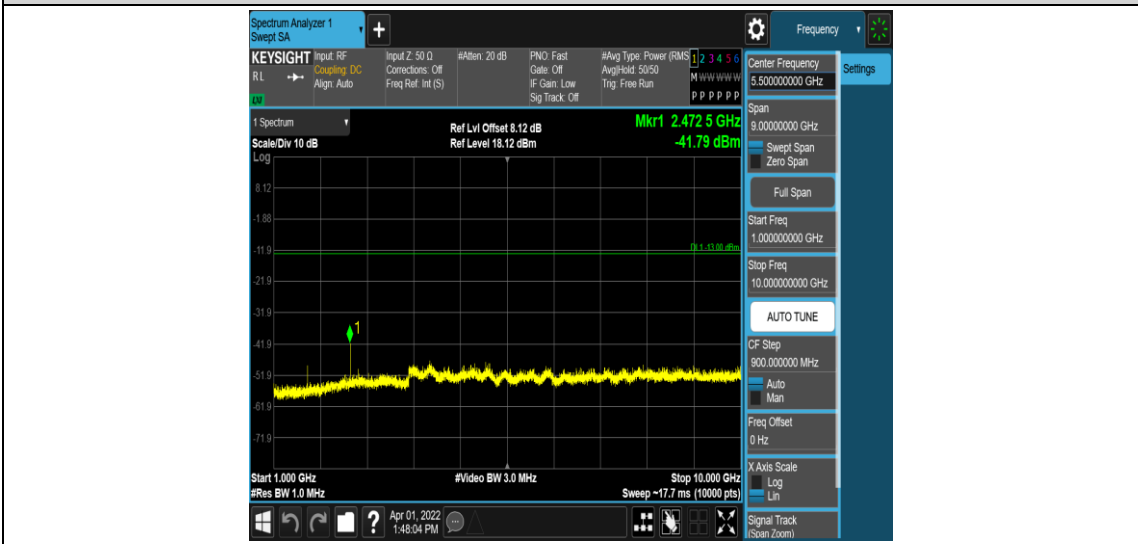 Spectrum Analyzer 1
Swept SA
+
Frequency
KEYSIGHT
RL
LXI
Input: RF
Coupling: DC
Align: Auto
Input Z: 50 Ω
Corrections: Off
Freq Ref: Int (S)
#Atten: 20 dB
PNO: Fast
Gate: Off
IF Gain: Low
Sig Track: Off
#Avg Type: Power (RMS
Avg|Hold: 50/50
Trig: Free Run
1 2 3 4 5 6
M W W W W W
P P P P P P
1 Spectrum
Scale/Div 10 dB
Log
Ref Lvl Offset 8.12 dB
Ref Level 18.12 dBm
Mkr1 2.472 5 GHz
-41.79 dBm
8.12
-1.88
-11.9
DL1 -13.00 dBm
-21.9
-31.9
1
-41.9
-51.9
-61.9
-71.9
Start 1.000 GHz
#Video BW 3.0 MHz
Stop 10.000 GHz
#Res BW 1.0 MHz
Sweep ~17.7 ms (10000 pts)
?
Apr 01, 2022
1:48:04 PM
Center Frequency
5.500000000 GHz
Settings
Span
9.00000000 GHz
Swept Span
Zero Span
Full Span
Start Freq
1.000000000 GHz
Stop Freq
10.000000000 GHz
AUTO TUNE
CF Step
900.000000 MHz
Auto
Man
Freq Offset
0 Hz
X Axis Scale
Log
Lin
Signal Track
(Span Zoom)